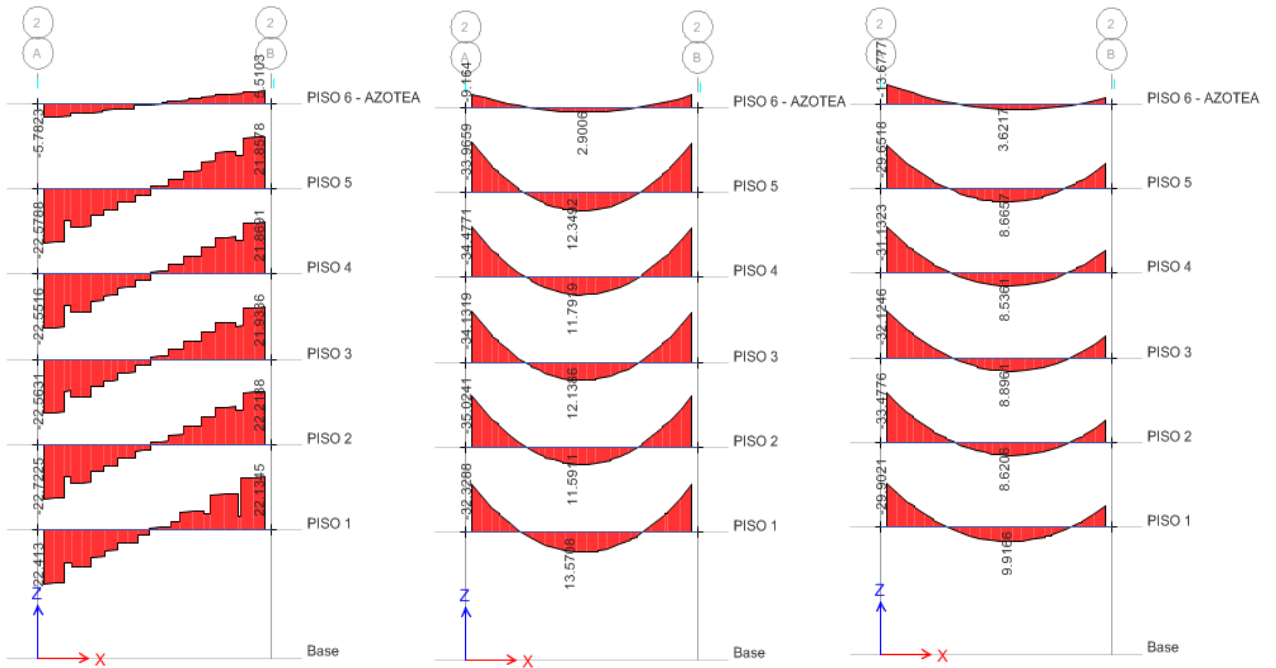 2
A
2
B
-5.7823
5.5103
PISO 6 - AZOTEA
-22.5788
21.8578
PISO 5
-22.5516
21.8691
PISO 4
-22.5631
21.9336
PISO 3
-22.7225
22.2188
PISO 2
-22.413
22.1345
PISO 1
Z
X
Base
2
A
2
B
-9.164
2.9006
PISO 6 - AZOTEA
-33.9659
12.3492
PISO 5
-34.4771
11.7919
PISO 4
-34.1319
12.1386
PISO 3
-35.0241
11.5911
PISO 2
-32.3288
13.5708
PISO 1
Z
X
Base
2
2
B
-13.6777
3.6217
PISO 6 - AZOTEA
-29.6518
8.6657
PISO 5
-31.1323
8.5361
PISO 4
-32.1246
8.8961
PISO 3
-33.4776
8.6206
PISO 2
-29.9021
9.9166
PISO 1
Z
X
Base